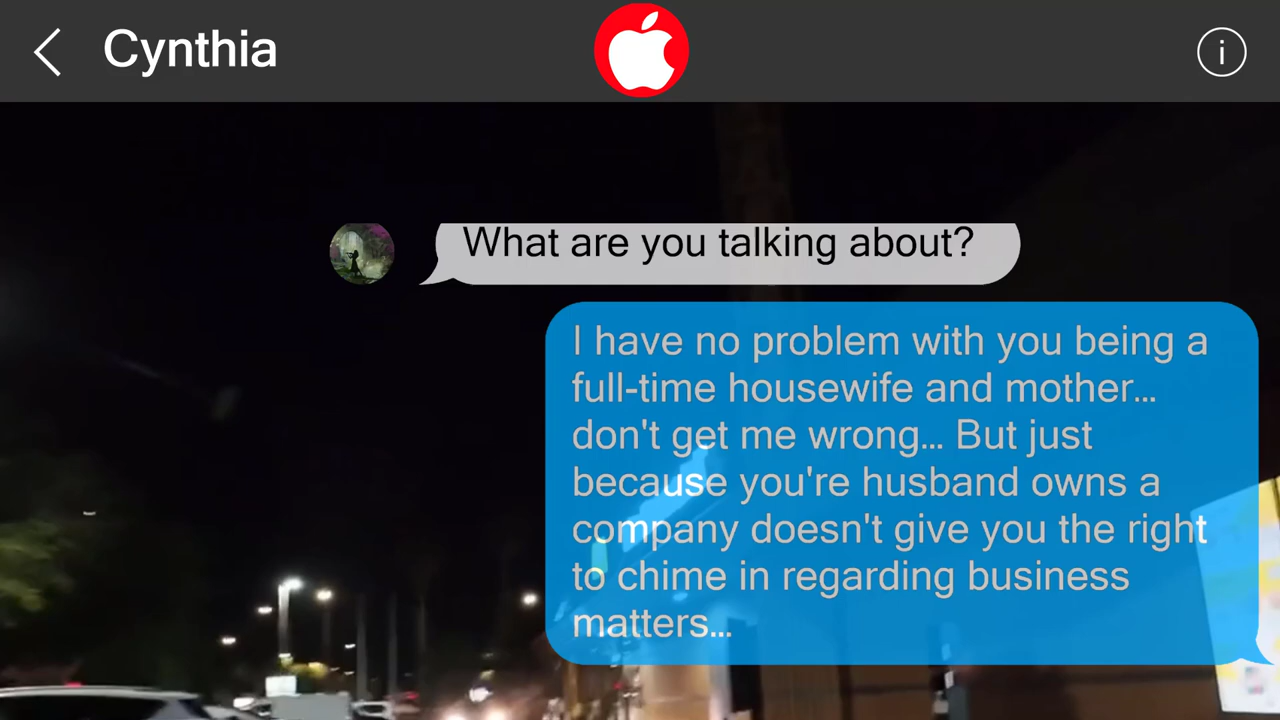 Cynthia
i
What are you talking about?
I have no problem with you being a
full-time housewife and mother...
don't get me wrong... But just
because you're husband owns a
company doesn't give you the right
to chime in regarding business
matters...